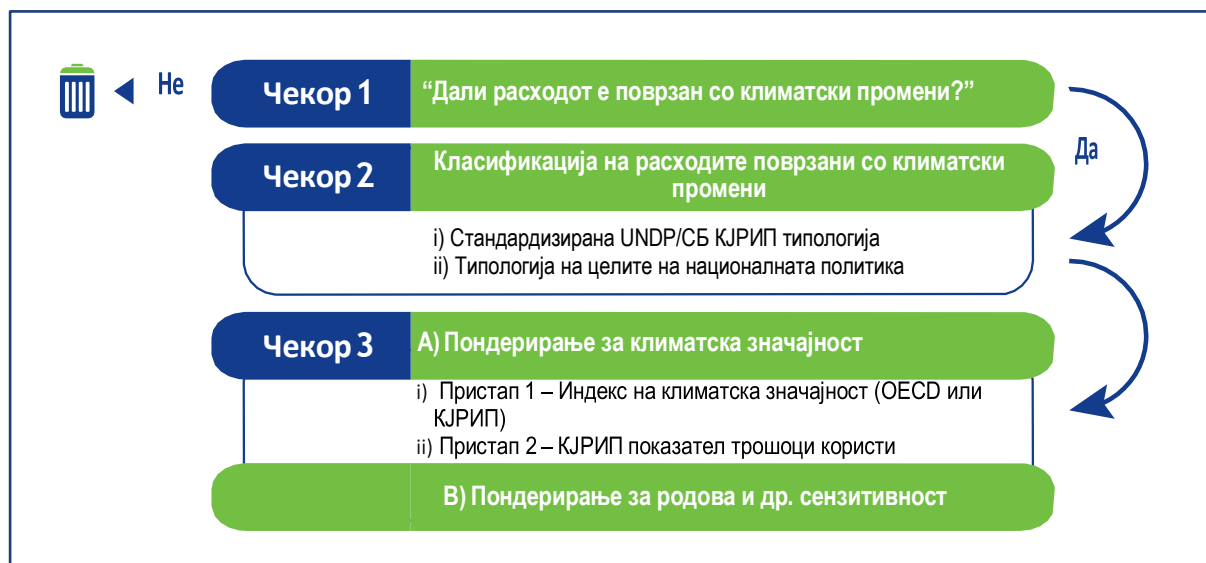 Не
Чекор 1
“Дали расходот е поврзан со климатски промени?”
Да
Чекор 2
Класификација на расходите поврзани со климатски
промени
i) Стандардизирана UNDP/СБ КЈРИП типологија
ii) Типологија на целите на националната политика
Чекор 3
А) Пондерирање за климатска значајност
i) Пристап 1 – Индекс на климатска значајност (OECD или
КЈРИП)
ii) Пристап 2 – КЈРИП показател трошоци користи
В) Пондерирање за родова и др. сензитивност